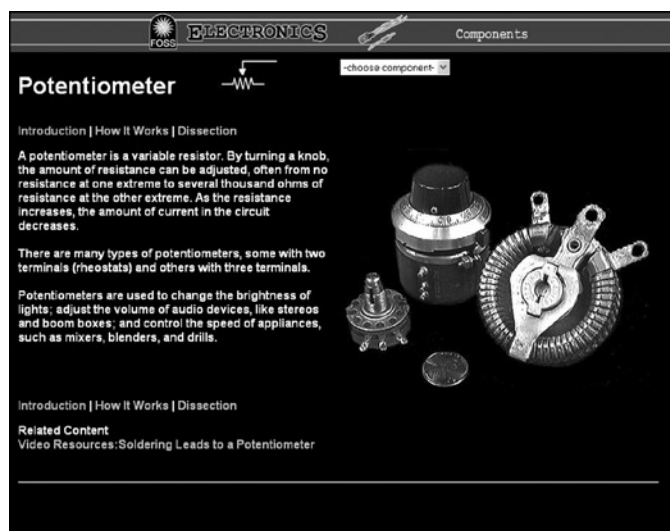 FOSS
ELECTRONICS
Components
Potentiometer
-choose component-
Introduction | How It Works | Dissection
A potentiometer is a variable resistor. By turning a knob,
the amount of resistance can be adjusted, often from no
resistance at one extreme to several thousand ohms of
resistance at the other extreme. As the resistance
increases, the amount of current in the circuit
decreases.
There are many types of potentiometers, some with two
terminals (rheostats) and others with three terminals.
Potentiometers are used to change the brightness of
lights; adjust the volume of audio devices, like stereos
and boom boxes; and control the speed of appliances,
such as mixers, blenders, and drills.
Introduction | How It Works | Dissection
Related Content
Video Resources:Soldering Leads to a Potentiometer